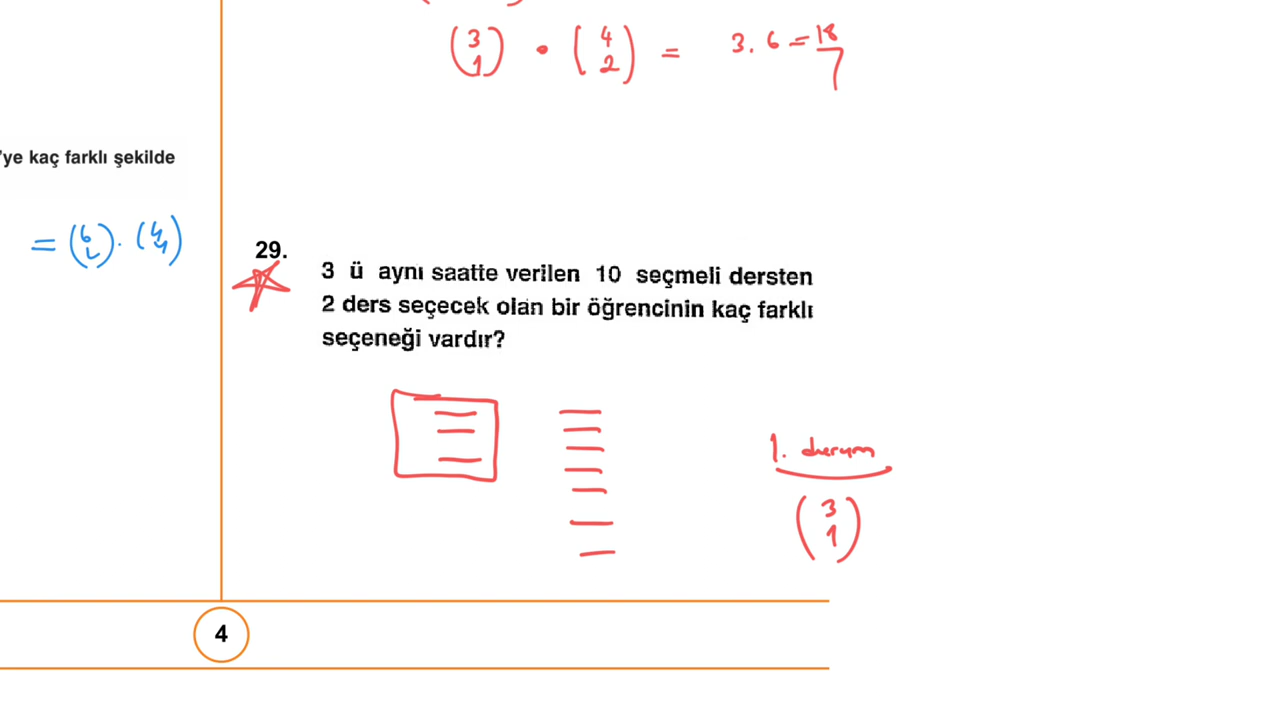 (3 1) · (4 2) = 3.6=18
'ye kaç farklı şekilde
= (6 2) . (4 4)
29.
3 ü aynı saatte verilen 10 seçmeli dersten
2 ders seçecek olan bir öğrencinin kaç farklı
seçeneği vardır?
1. durum
(3 1)
4